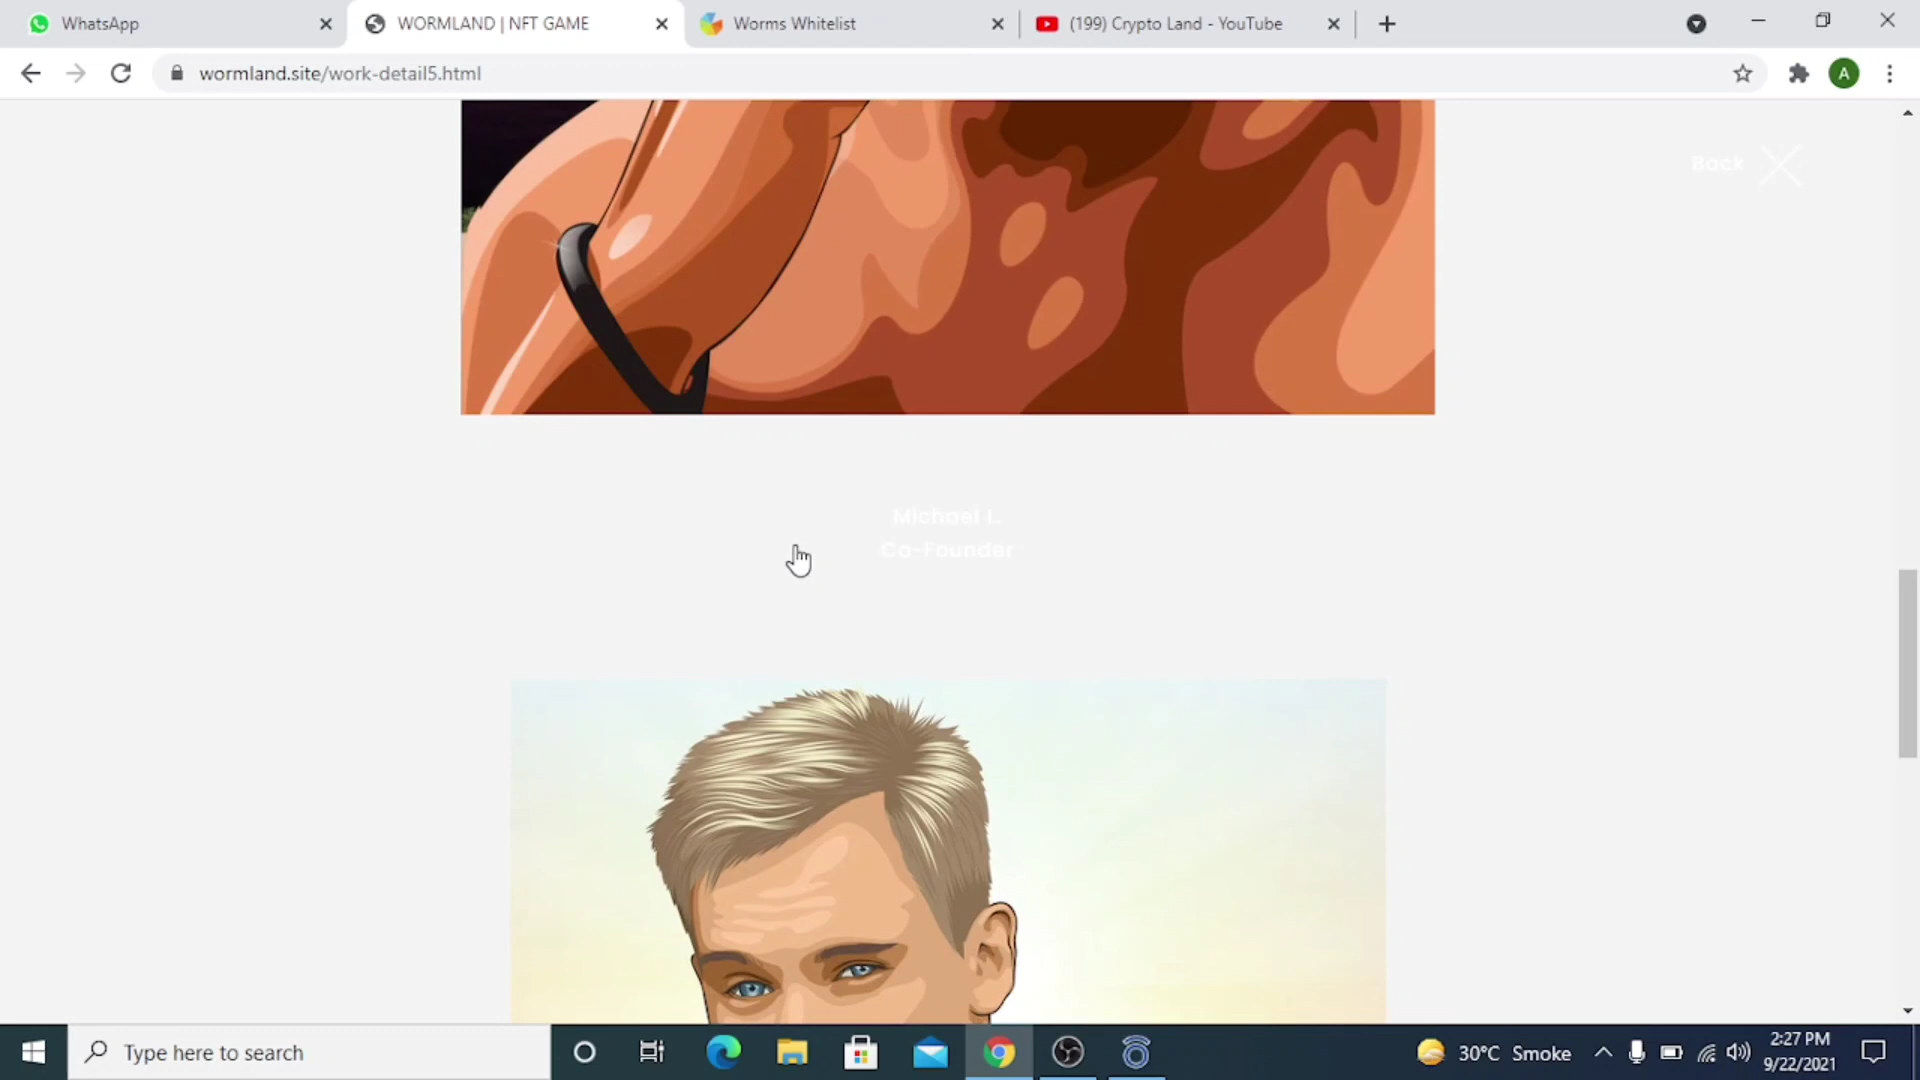 WhatsApp
WORMLAND | NFT GAME
Worms Whitelist
(199) Crypto Land - YouTube
wormland.site/work-detail5.html
A
Back
Michael L.
Co-Founder
Type here to search
30°C Smoke
2:27 PM
9/22/2021